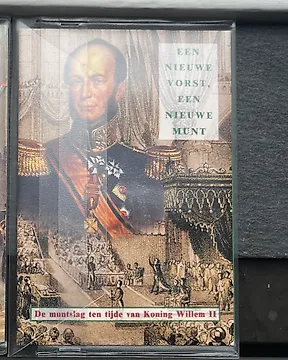 EEN
NIEUWE
VORST,
EEN
NIEUWE
MUNT
De muntslag ten tijde van Koning Willem II